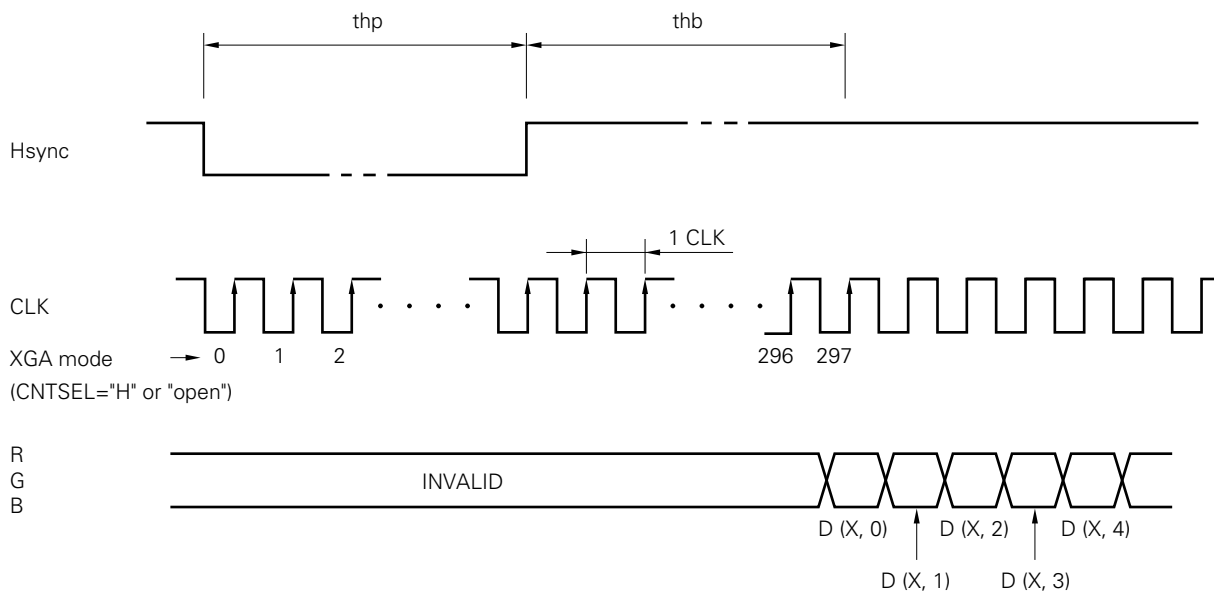 thp thb
Hsync
1 CLK
CLK
XGA mode 0 1 2 296 297
(CNTSEL="H" or "open")
R
G INVALID
B
D (X, 0) D (X, 2) D (X, 4)
D (X, 1) D (X, 3)